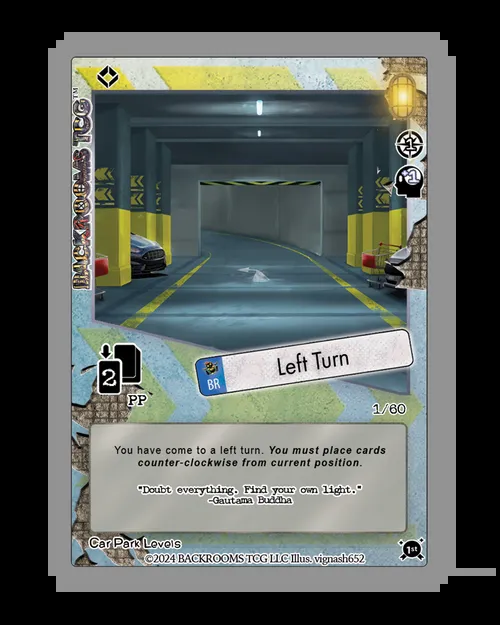 BACKROOMS TCG™
1
-1
2
PP
BR
Left Turn
1/60
You have come to a left turn. You must place cards
counter-clockwise from current position.
"Doubt everything. Find your own light."
-Gautama Buddha
Car Park Levels
1st
©2024 BACKROOMS TCG LLC Illus. vignash652